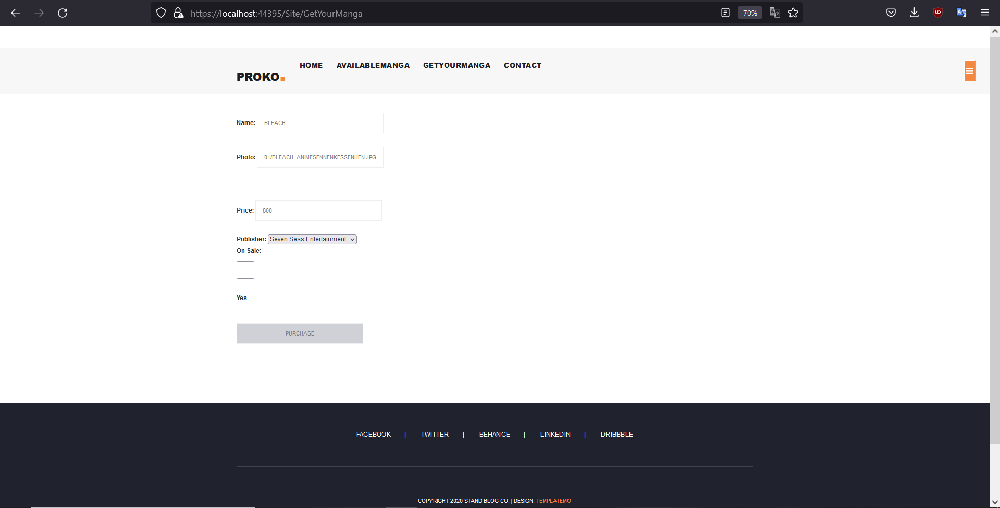 https://localhost:44395/Site/GetYourManga
70%
HOME AVAILABLEMANGA GETYOURMANGA CONTACT
PROKO.
Name: BLEACH
Photo: 01/BLEACH_ANIMESENNENKESSENHEN.JPG
Price: 800
Publisher: Seven Seas Entertainment
On Sale:
Yes
PURCHASE
FACEBOOK | TWITTER | BEHANCE | LINKEDIN | DRIBBBLE
COPYRIGHT 2020 STAND BLOG CO. | DESIGN: TEMPLATEMO